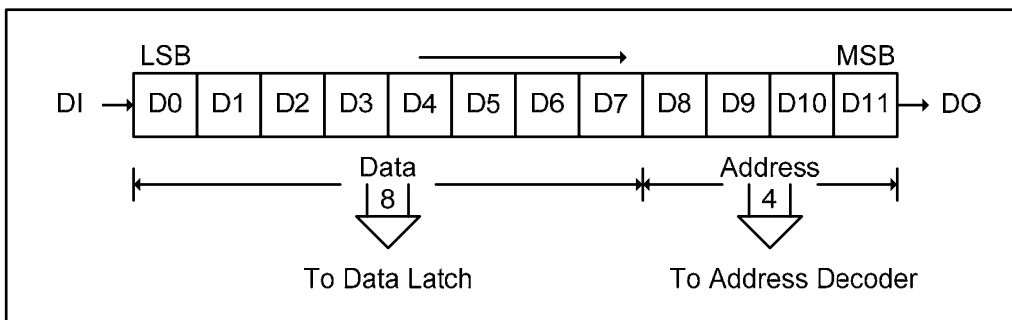 LSB MSB
DI D0 D1 D2 D3 D4 D5 D6 D7 D8 D9 D10 D11 DO
Data Address
8 4
To Data Latch To Address Decoder